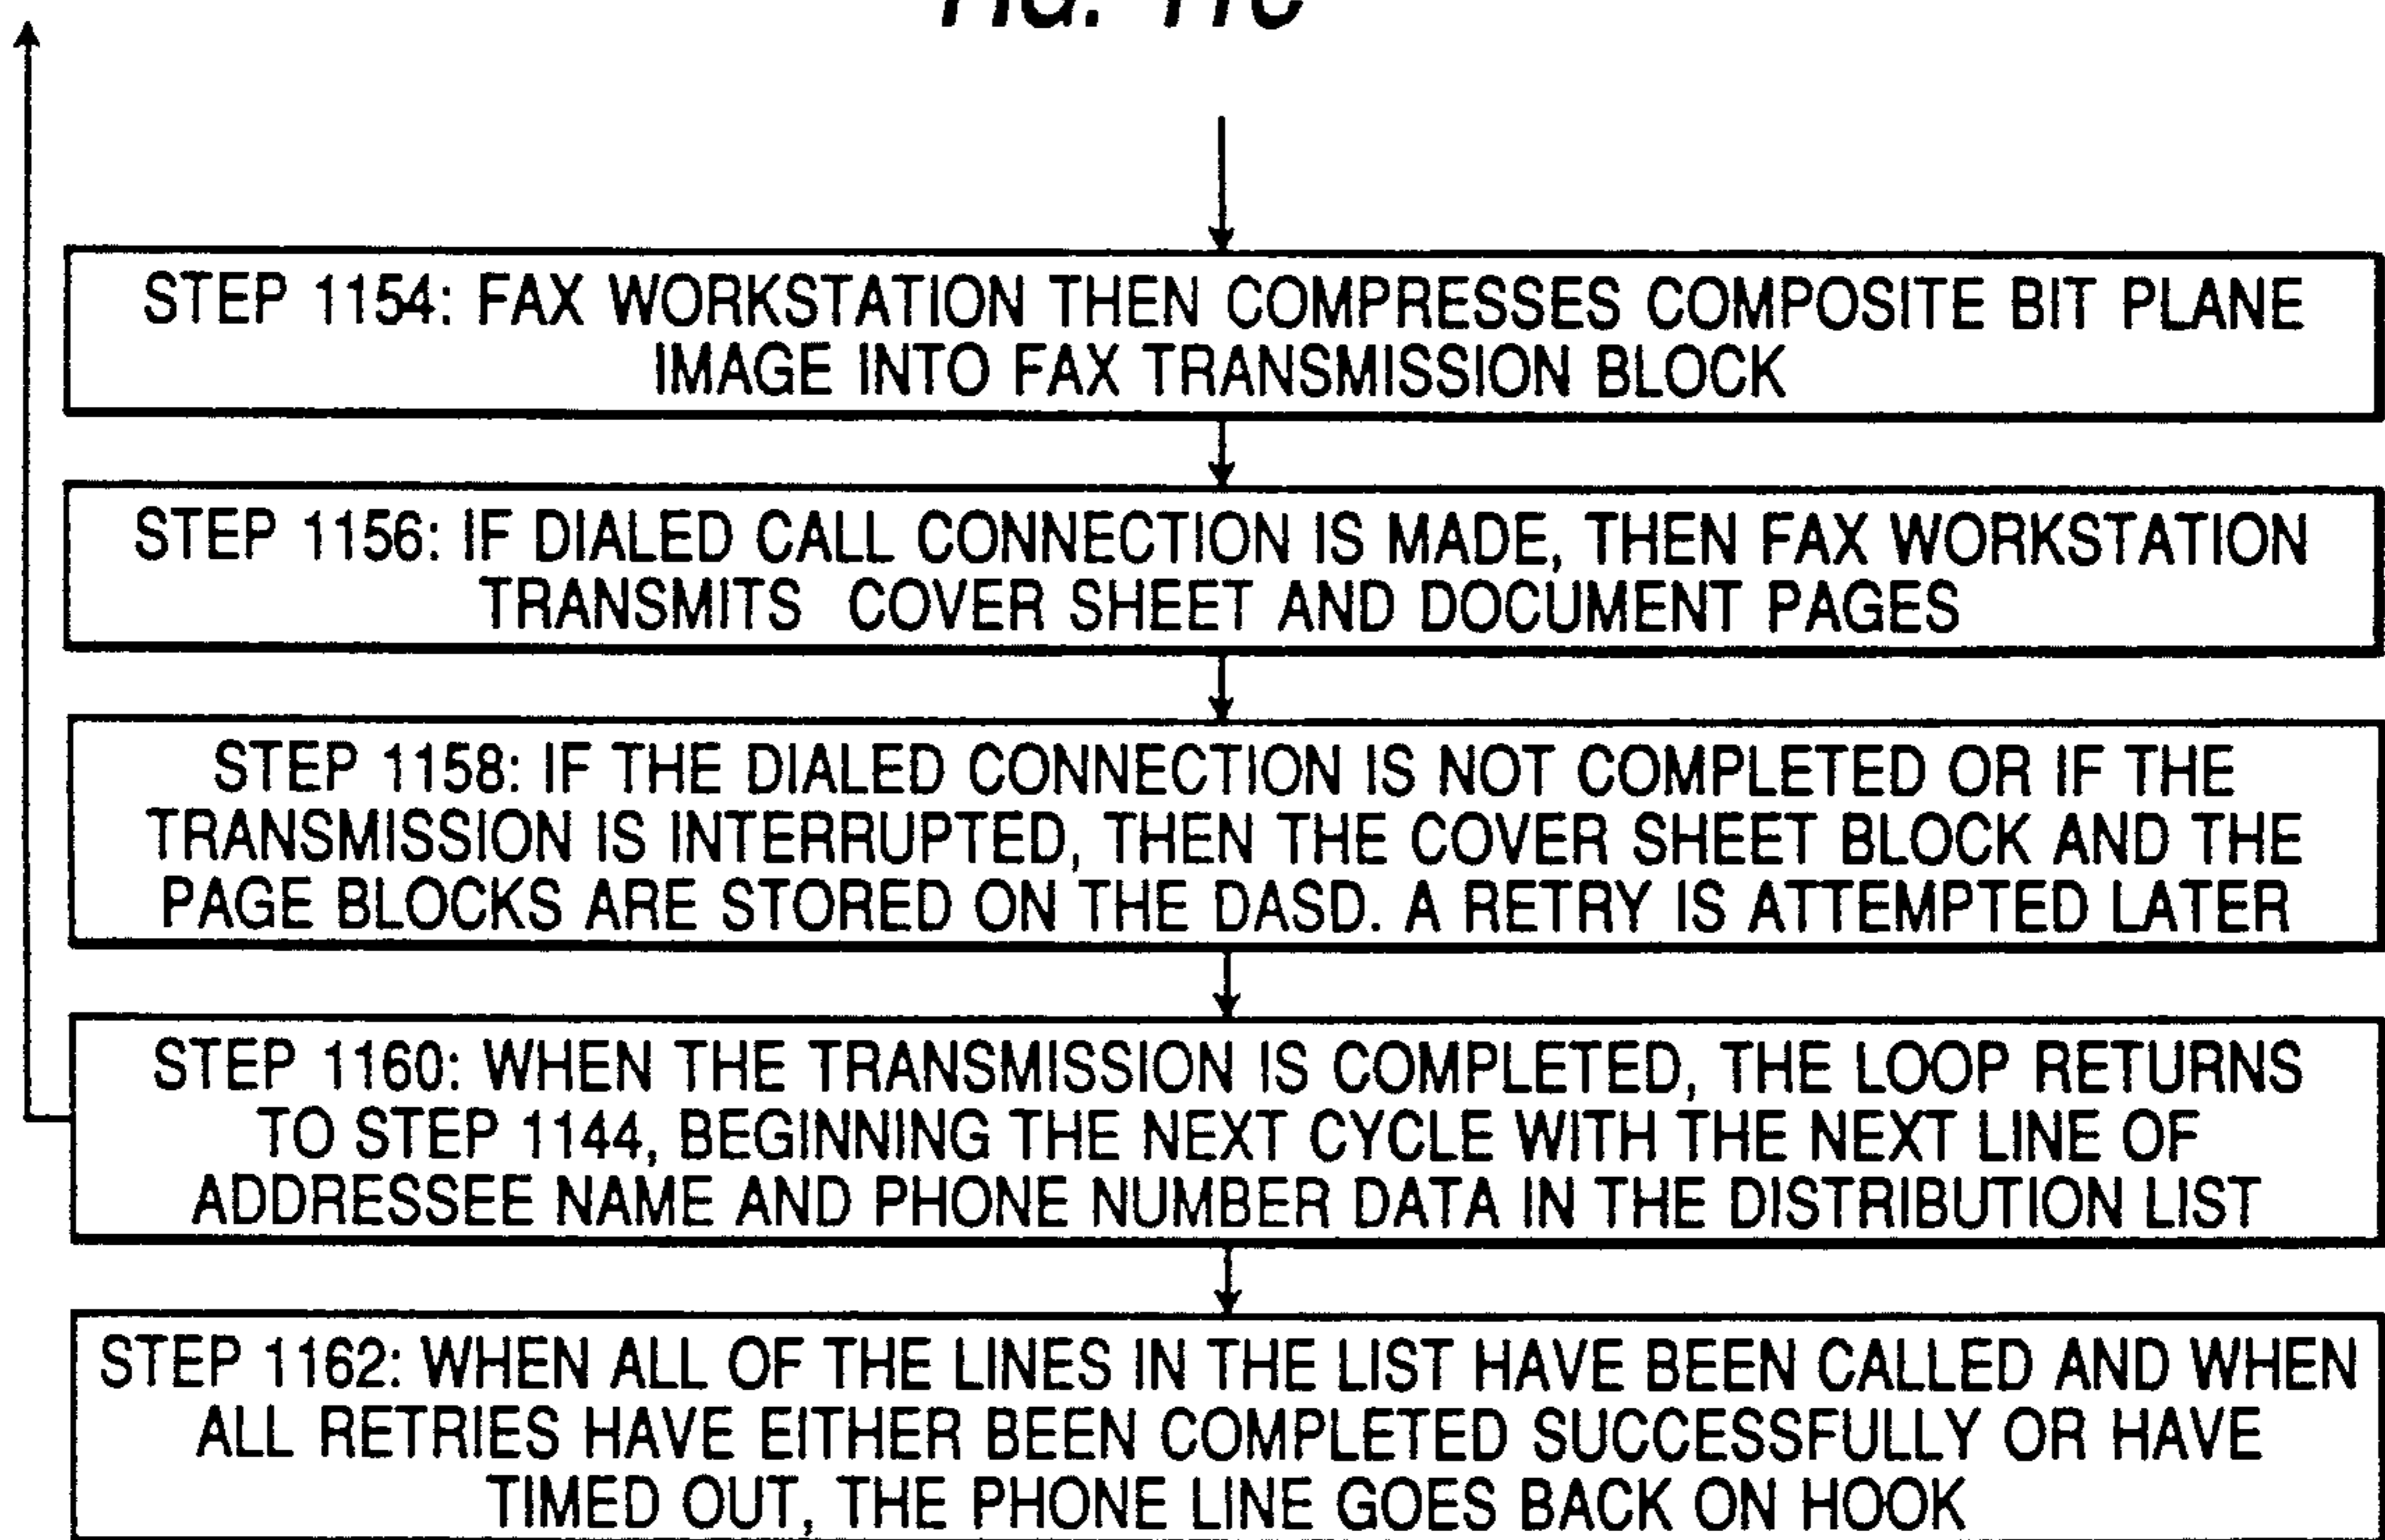 FIG. 11C
STEP 1154: FAX WORKSTATION THEN COMPRESSES COMPOSITE BIT PLANE
IMAGE INTO FAX TRANSMISSION BLOCK
STEP 1156: IF DIALED CALL CONNECTION IS MADE, THEN FAX WORKSTATION
TRANSMITS COVER SHEET AND DOCUMENT PAGES
STEP 1158: IF THE DIALED CONNECTION IS NOT COMPLETED OR IF THE
TRANSMISSION IS INTERRUPTED, THEN THE COVER SHEET BLOCK AND THE
PAGE BLOCKS ARE STORED ON THE DASD. A RETRY IS ATTEMPTED LATER
STEP 1160: WHEN THE TRANSMISSION IS COMPLETED, THE LOOP RETURNS
TO STEP 1144, BEGINNING THE NEXT CYCLE WITH THE NEXT LINE OF
ADDRESSEE NAME AND PHONE NUMBER DATA IN THE DISTRIBUTION LIST
STEP 1162: WHEN ALL OF THE LINES IN THE LIST HAVE BEEN CALLED AND WHEN
ALL RETRIES HAVE EITHER BEEN COMPLETED SUCCESSFULLY OR HAVE
TIMED OUT, THE PHONE LINE GOES BACK ON HOOK